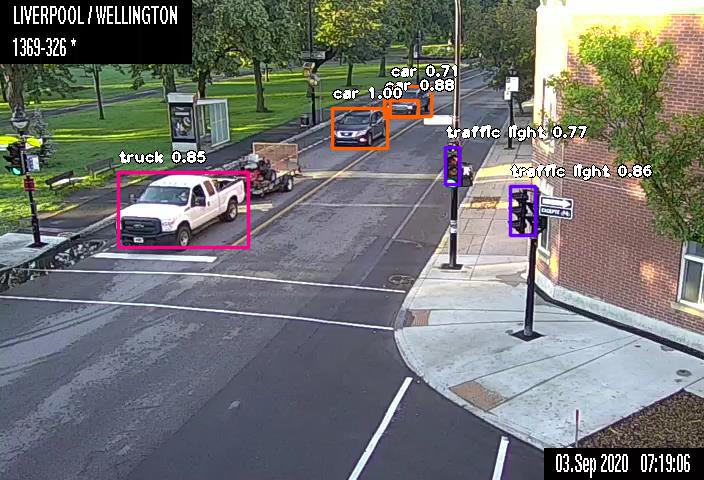 LIVERPOOL / WELLINGTON
1369-326 *
car 0.71
car 0.88
car 1.00
traffic light 0.77
truck 0.85
traffic light 0.86
EXCEPTÉ
03.Sep 2020 07:19:06